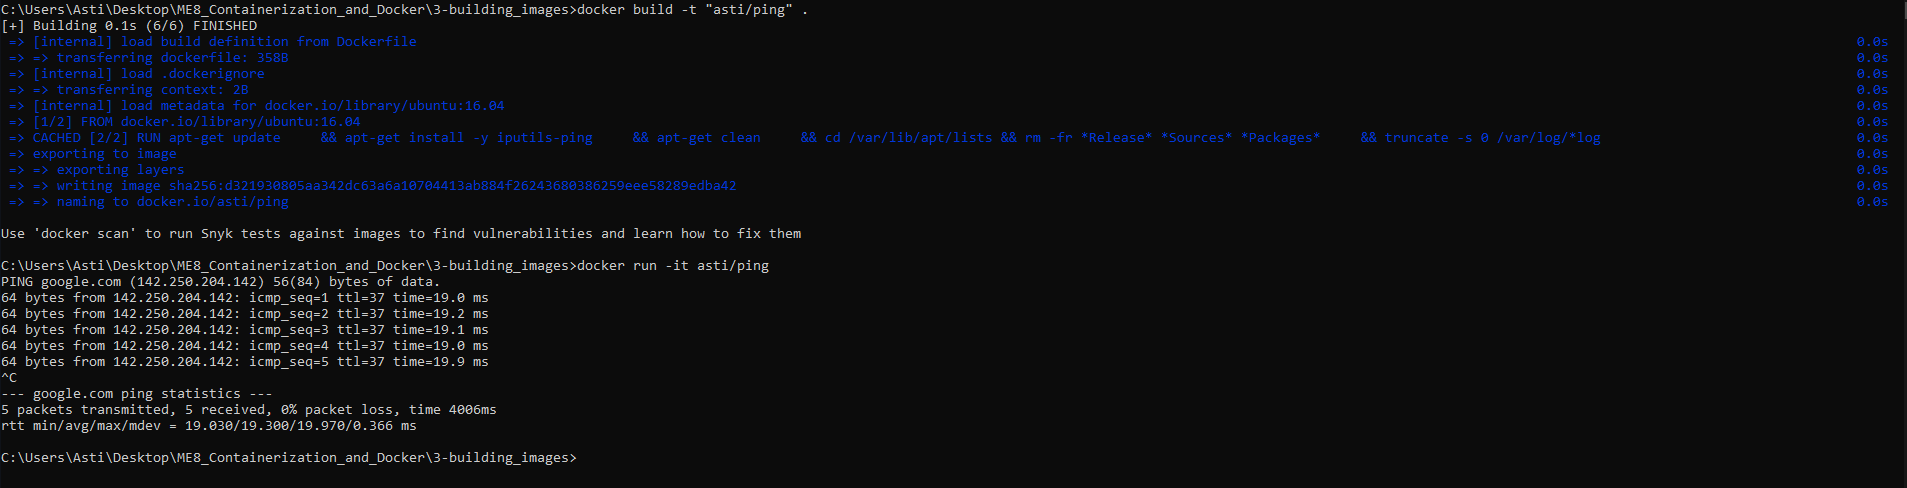 C:\Users\Asti\Desktop\ME8_Containerization_and_Docker\3-building_images>docker build -t "asti/ping" .
[+] Building 0.1s (6/6) FINISHED
=> [internal] load build definition from Dockerfile 0.0s
=> => transferring dockerfile: 358B 0.0s
=> [internal] load .dockerignore 0.0s
=> => transferring context: 2B 0.0s
=> [internal] load metadata for docker.io/library/ubuntu:16.04 0.0s
=> [1/2] FROM docker.io/library/ubuntu:16.04 0.0s
=> CACHED [2/2] RUN apt-get update     && apt-get install -y iputils-ping     && apt-get clean     && cd /var/lib/apt/lists && rm -fr *Release* *Sources* *Packages*     && truncate -s 0 /var/log/*log 0.0s
=> exporting to image 0.0s
=> => exporting layers 0.0s
=> => writing image sha256:d321930805aa342dc63a6a10704413ab884f26243680386259eee58289edba42 0.0s
=> => naming to docker.io/asti/ping 0.0s
Use 'docker scan' to run Snyk tests against images to find vulnerabilities and learn how to fix them
C:\Users\Asti\Desktop\ME8_Containerization_and_Docker\3-building_images>docker run -it asti/ping
PING google.com (142.250.204.142) 56(84) bytes of data.
64 bytes from 142.250.204.142: icmp_seq=1 ttl=37 time=19.0 ms
64 bytes from 142.250.204.142: icmp_seq=2 ttl=37 time=19.2 ms
64 bytes from 142.250.204.142: icmp_seq=3 ttl=37 time=19.1 ms
64 bytes from 142.250.204.142: icmp_seq=4 ttl=37 time=19.0 ms
64 bytes from 142.250.204.142: icmp_seq=5 ttl=37 time=19.9 ms
^C
--- google.com ping statistics ---
5 packets transmitted, 5 received, 0% packet loss, time 4006ms
rtt min/avg/max/mdev = 19.030/19.300/19.970/0.366 ms
C:\Users\Asti\Desktop\ME8_Containerization_and_Docker\3-building_images>